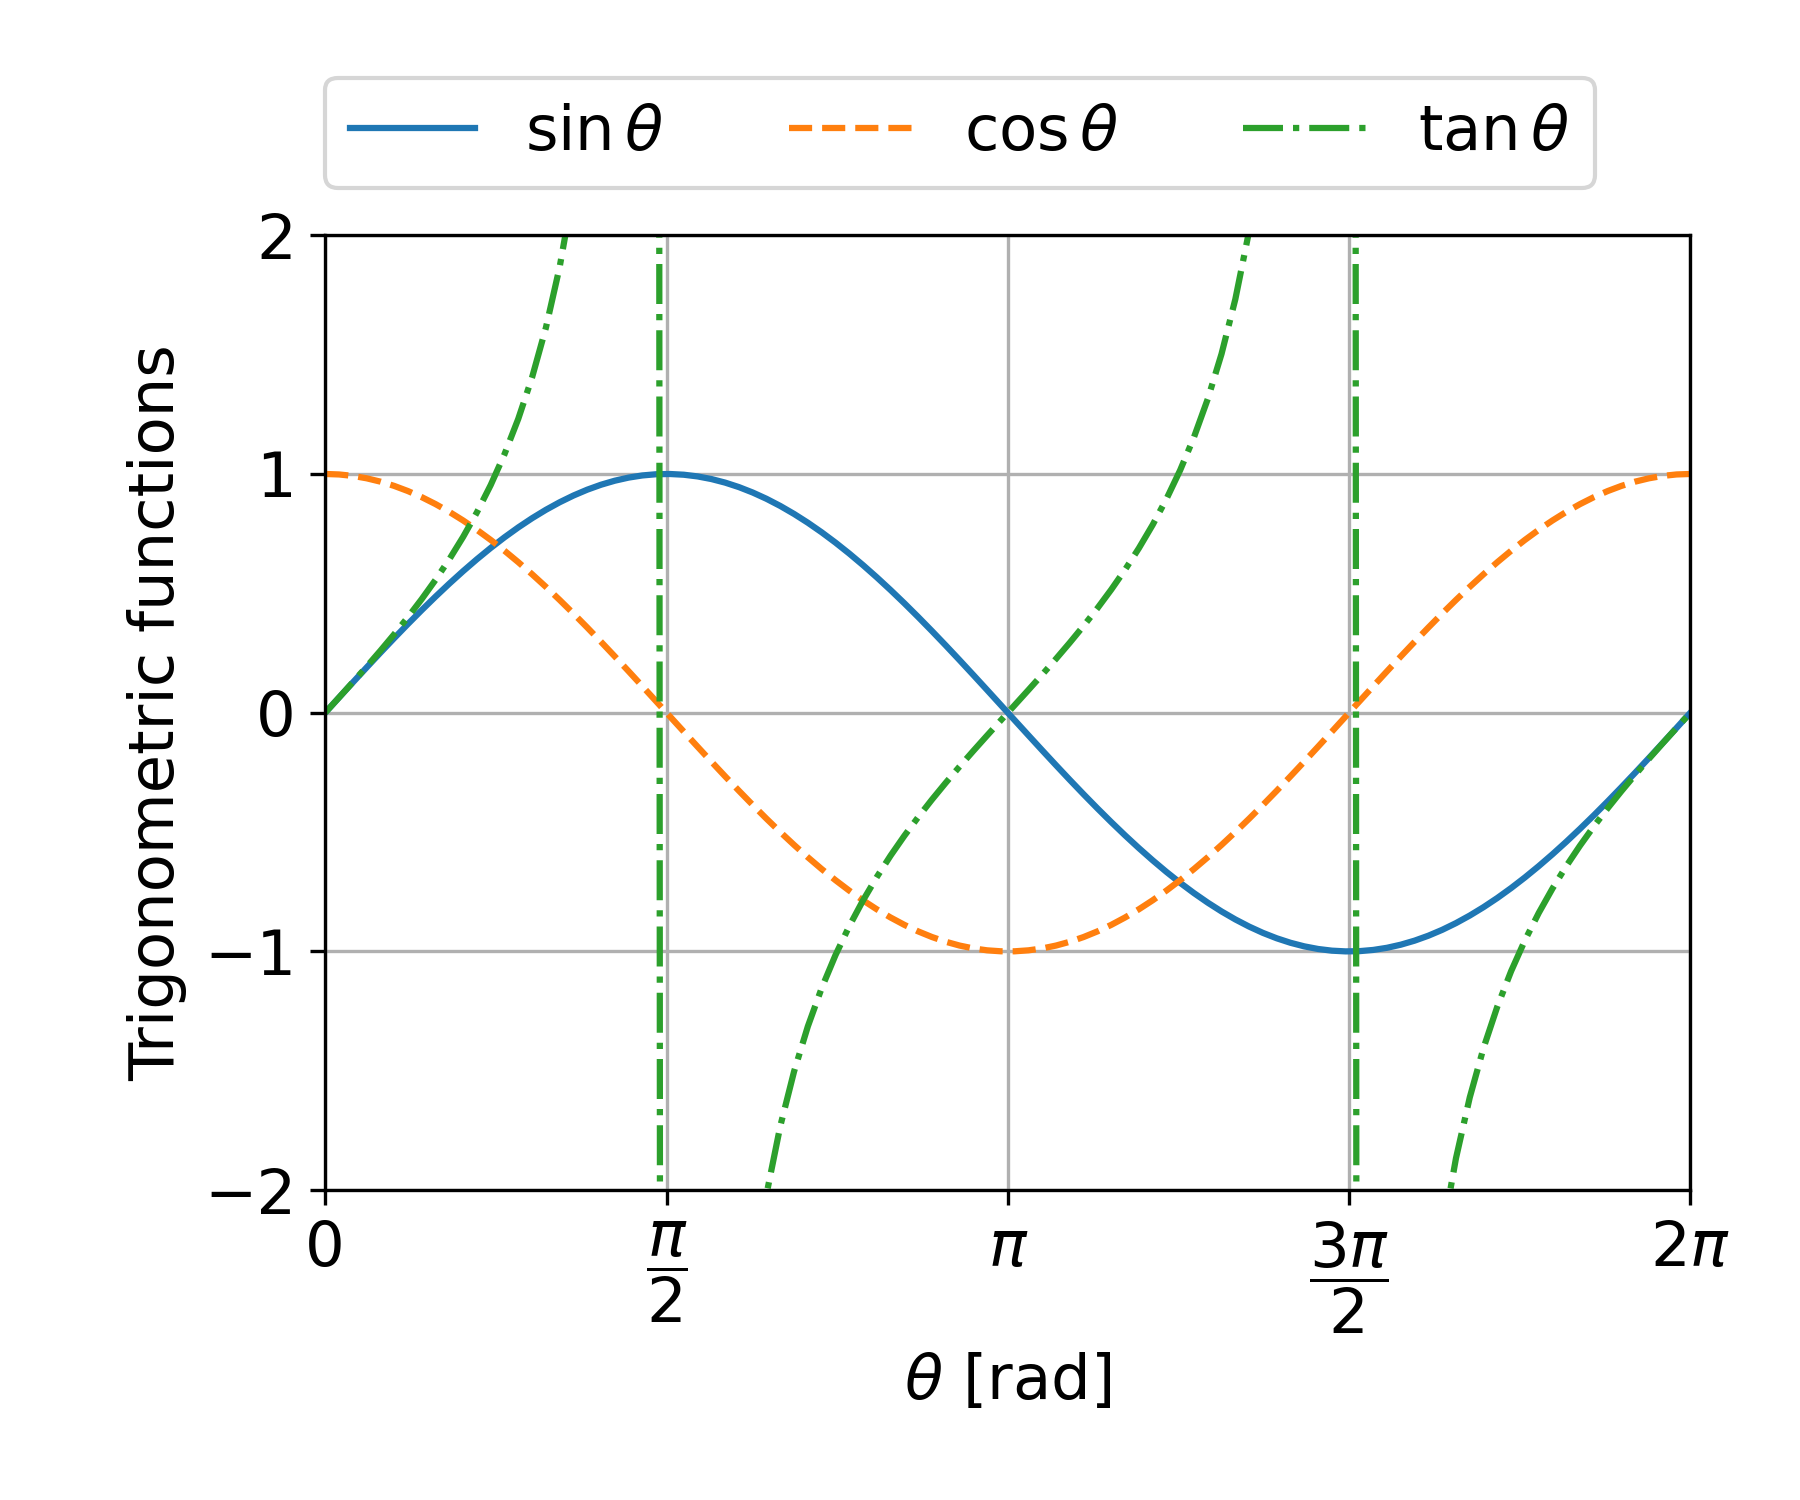 sin θ cos θ tan θ
Trigonometric functions
2
1
0
−1
−2
0 π/2 π 3π/2 2π
θ [rad]